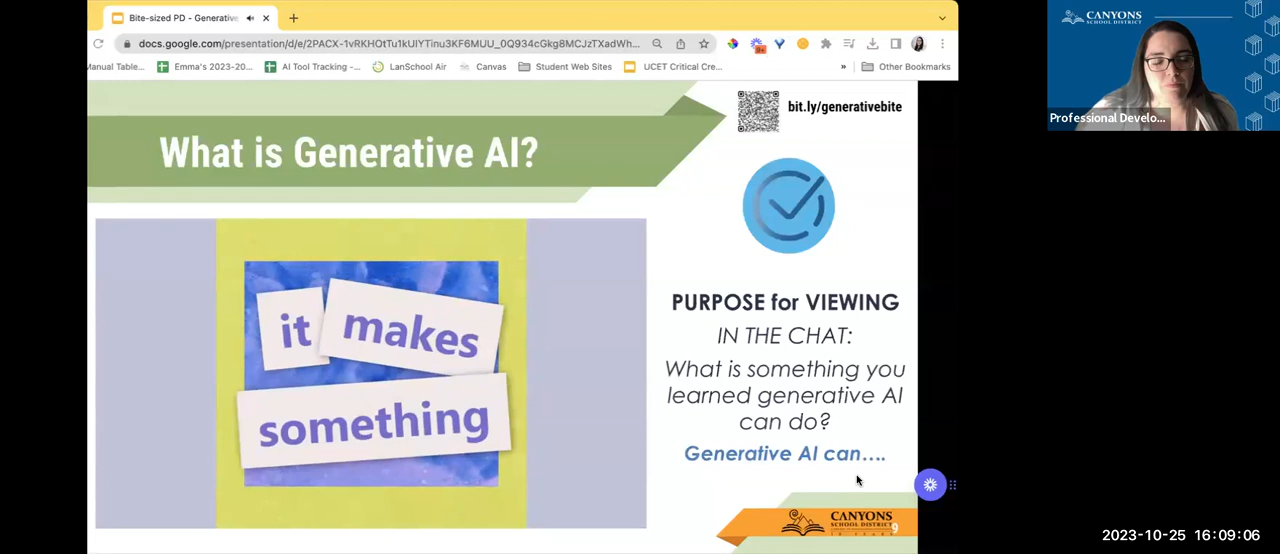 Bite-sized PD - Generative
docs.google.com/presentation/d/e/2PACX-1vRKHQtTu1kUlYTinu3KF6MUU_0Q934cGkg8MCJzTXadWh...
9+
Manual Table...
Emma's 2023-20...
AI Tool Tracking -...
LanSchool Air
Canvas
Student Web Sites
UCET Critical Cre...
»
Other Bookmarks
CANYONS
Professional Develo...
bit.ly/generativebite
What is Generative AI?
it makes
something
PURPOSE for VIEWING
IN THE CHAT:
What is something you
learned generative AI
can do?
Generative AI can....
CANYONS
SCHOOL DISTRICT
9
2023-10-25 16:09:06